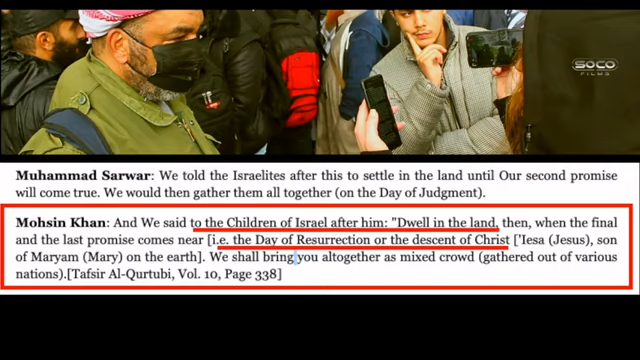 SOCO
FILMS
Muhammad Sarwar: We told the Israelites after this to settle in the land until Our second promise
will come true. We would then gather them all together (on the Day of Judgment).
Mohsin Khan: And We said to the Children of Israel after him: "Dwell in the land, then, when the final
and the last promise comes near [i.e. the Day of Resurrection or the descent of Christ ['Iesa (Jesus), son
of Maryam (Mary) on the earth]. We shall bring you altogether as mixed crowd (gathered out of various
nations).[Tafsir Al-Qurtubi, Vol. 10, Page 338]